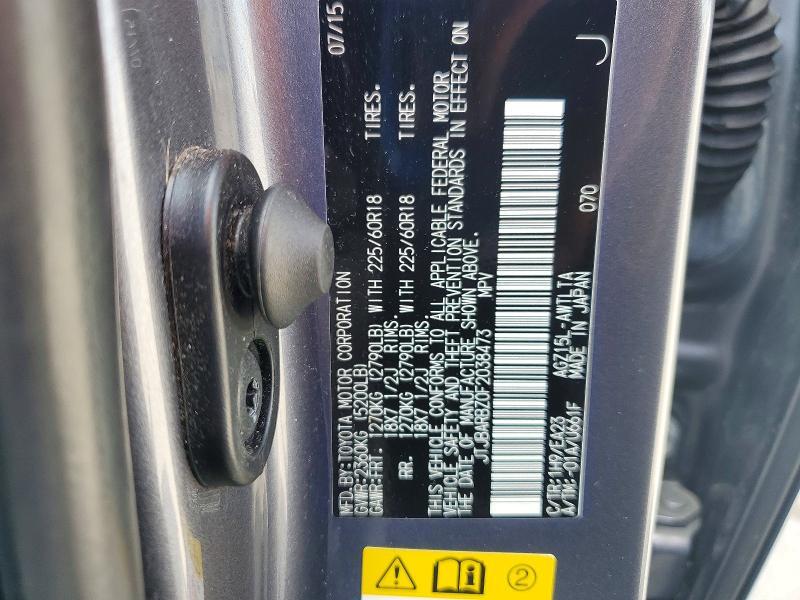 MFD.BY:TOYOTA MOTOR CORPORATION 07/15
GVWR:2360KG (5200LB)
GAWR:FRT. 1270KG (2790LB) WITH 225/60R18 TIRES.
18X7 1/2J RIMS.
RR. 1270KG (2790LB) WITH 225/60R18 TIRES.
18X7 1/2J RIMS.
THIS VEHICLE CONFORMS TO ALL APPLICABLE FEDERAL MOTOR
VEHICLE SAFETY AND THEFT PREVENTION STANDARDS IN EFFECT ON
THE DATE OF MANUFACTURE SHOWN ABOVE.
JTJBARBZ0F2038473 MPV
C/TR:1H9/EA23 AGZ15L-AWTLTA 070
A/TM:-01A/U661F MADE IN JAPAN
J
2